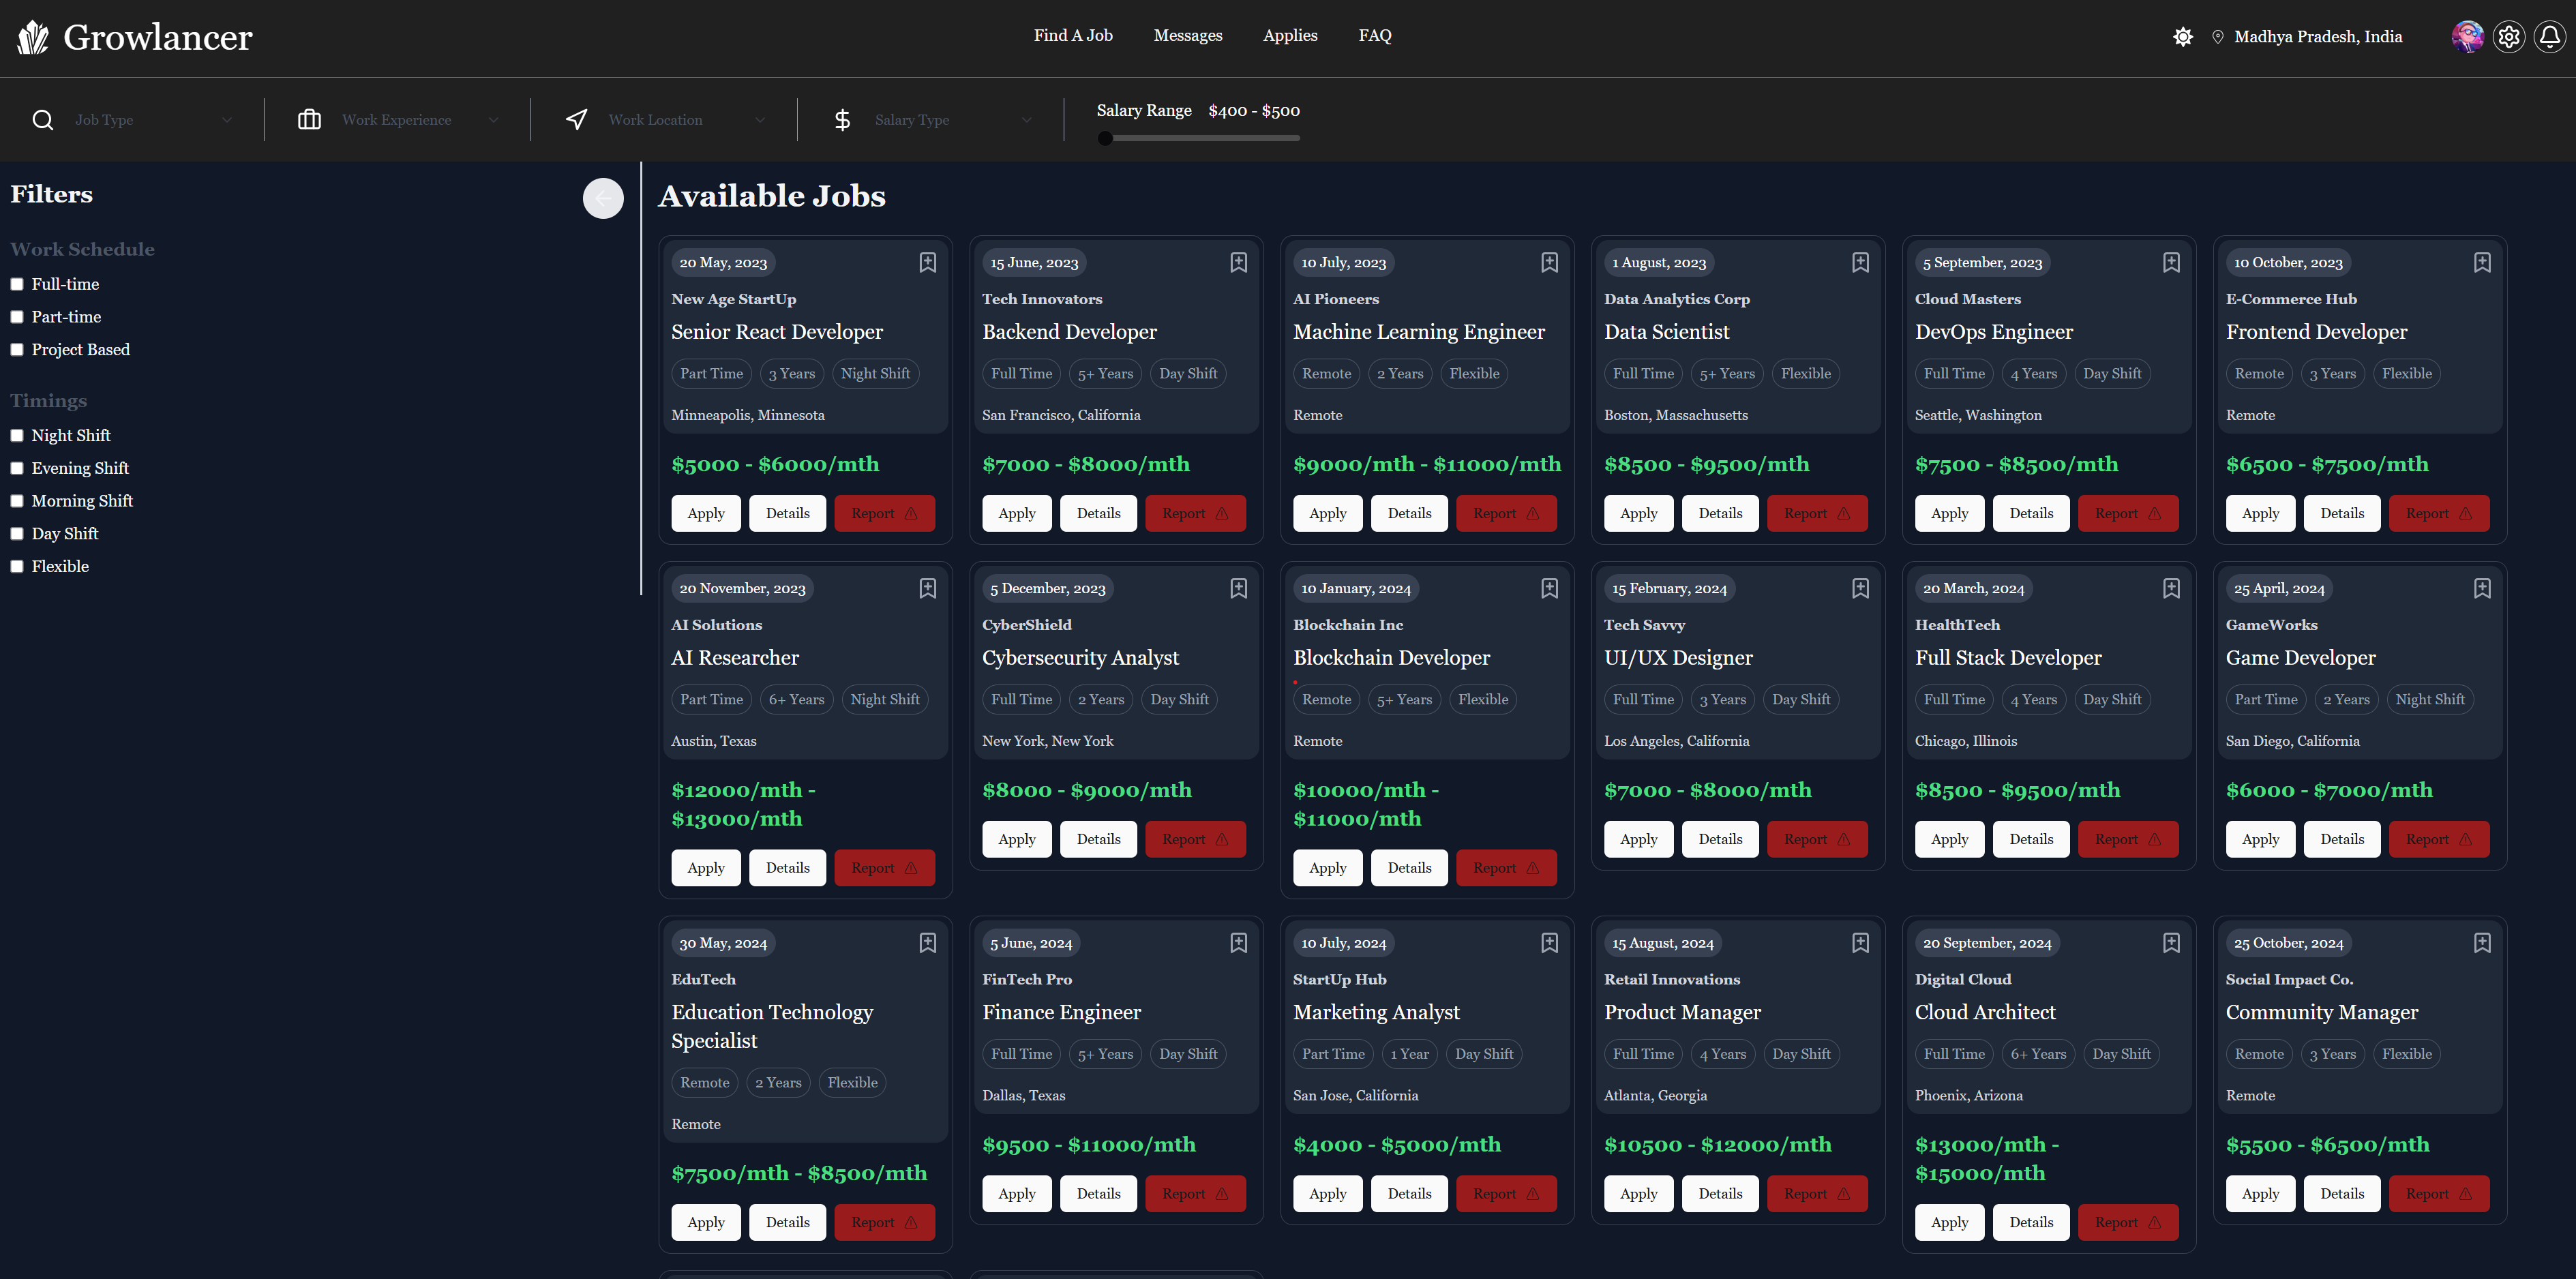 Growlancer
Find A Job Messages Applies FAQ
Madhya Pradesh, India
Job Type Work Experience Work Location Salary Type Salary Range $400 - $500
Filters
Work Schedule
Full-time
Part-time
Project Based
Timings
Night Shift
Evening Shift
Morning Shift
Day Shift
Flexible
Available Jobs
20 May, 2023
New Age StartUp
Senior React Developer
Part Time 3 Years Night Shift
Minneapolis, Minnesota
$5000 - $6000/mth
Apply Details Report
15 June, 2023
Tech Innovators
Backend Developer
Full Time 5+ Years Day Shift
San Francisco, California
$7000 - $8000/mth
Apply Details Report
10 July, 2023
AI Pioneers
Machine Learning Engineer
Remote 2 Years Flexible
Remote
$9000/mth - $11000/mth
Apply Details Report
1 August, 2023
Data Analytics Corp
Data Scientist
Full Time 5+ Years Flexible
Boston, Massachusetts
$8500 - $9500/mth
Apply Details Report
5 September, 2023
Cloud Masters
DevOps Engineer
Full Time 4 Years Day Shift
Seattle, Washington
$7500 - $8500/mth
Apply Details Report
10 October, 2023
E-Commerce Hub
Frontend Developer
Remote 3 Years Flexible
Remote
$6500 - $7500/mth
Apply Details Report
20 November, 2023
AI Solutions
AI Researcher
Part Time 6+ Years Night Shift
Austin, Texas
$12000/mth -
$13000/mth
Apply Details Report
5 December, 2023
CyberShield
Cybersecurity Analyst
Full Time 2 Years Day Shift
New York, New York
$8000 - $9000/mth
Apply Details Report
10 January, 2024
Blockchain Inc
Blockchain Developer
Remote 5+ Years Flexible
Remote
$10000/mth -
$11000/mth
Apply Details Report
15 February, 2024
Tech Savvy
UI/UX Designer
Full Time 3 Years Day Shift
Los Angeles, California
$7000 - $8000/mth
Apply Details Report
20 March, 2024
HealthTech
Full Stack Developer
Full Time 4 Years Day Shift
Chicago, Illinois
$8500 - $9500/mth
Apply Details Report
25 April, 2024
GameWorks
Game Developer
Part Time 2 Years Night Shift
San Diego, California
$6000 - $7000/mth
Apply Details Report
30 May, 2024
EduTech
Education Technology
Specialist
Remote 2 Years Flexible
Remote
$7500/mth - $8500/mth
Apply Details Report
5 June, 2024
FinTech Pro
Finance Engineer
Full Time 5+ Years Day Shift
Dallas, Texas
$9500 - $11000/mth
Apply Details Report
10 July, 2024
StartUp Hub
Marketing Analyst
Part Time 1 Year Day Shift
San Jose, California
$4000 - $5000/mth
Apply Details Report
15 August, 2024
Retail Innovations
Product Manager
Full Time 4 Years Day Shift
Atlanta, Georgia
$10500 - $12000/mth
Apply Details Report
20 September, 2024
Digital Cloud
Cloud Architect
Full Time 6+ Years Day Shift
Phoenix, Arizona
$13000/mth -
$15000/mth
Apply Details Report
25 October, 2024
Social Impact Co.
Community Manager
Remote 3 Years Flexible
Remote
$5500 - $6500/mth
Apply Details Report